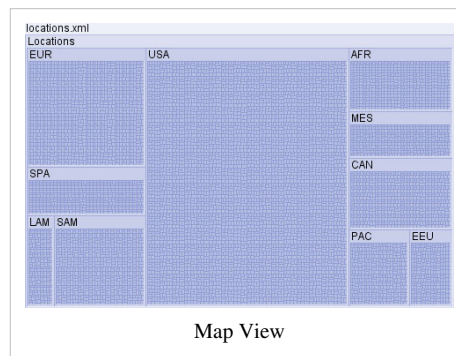 locations.xml
Locations
EUR
USA
AFR
MES
SPA
CAN
LAM
SAM
PAC
EEU
Map View